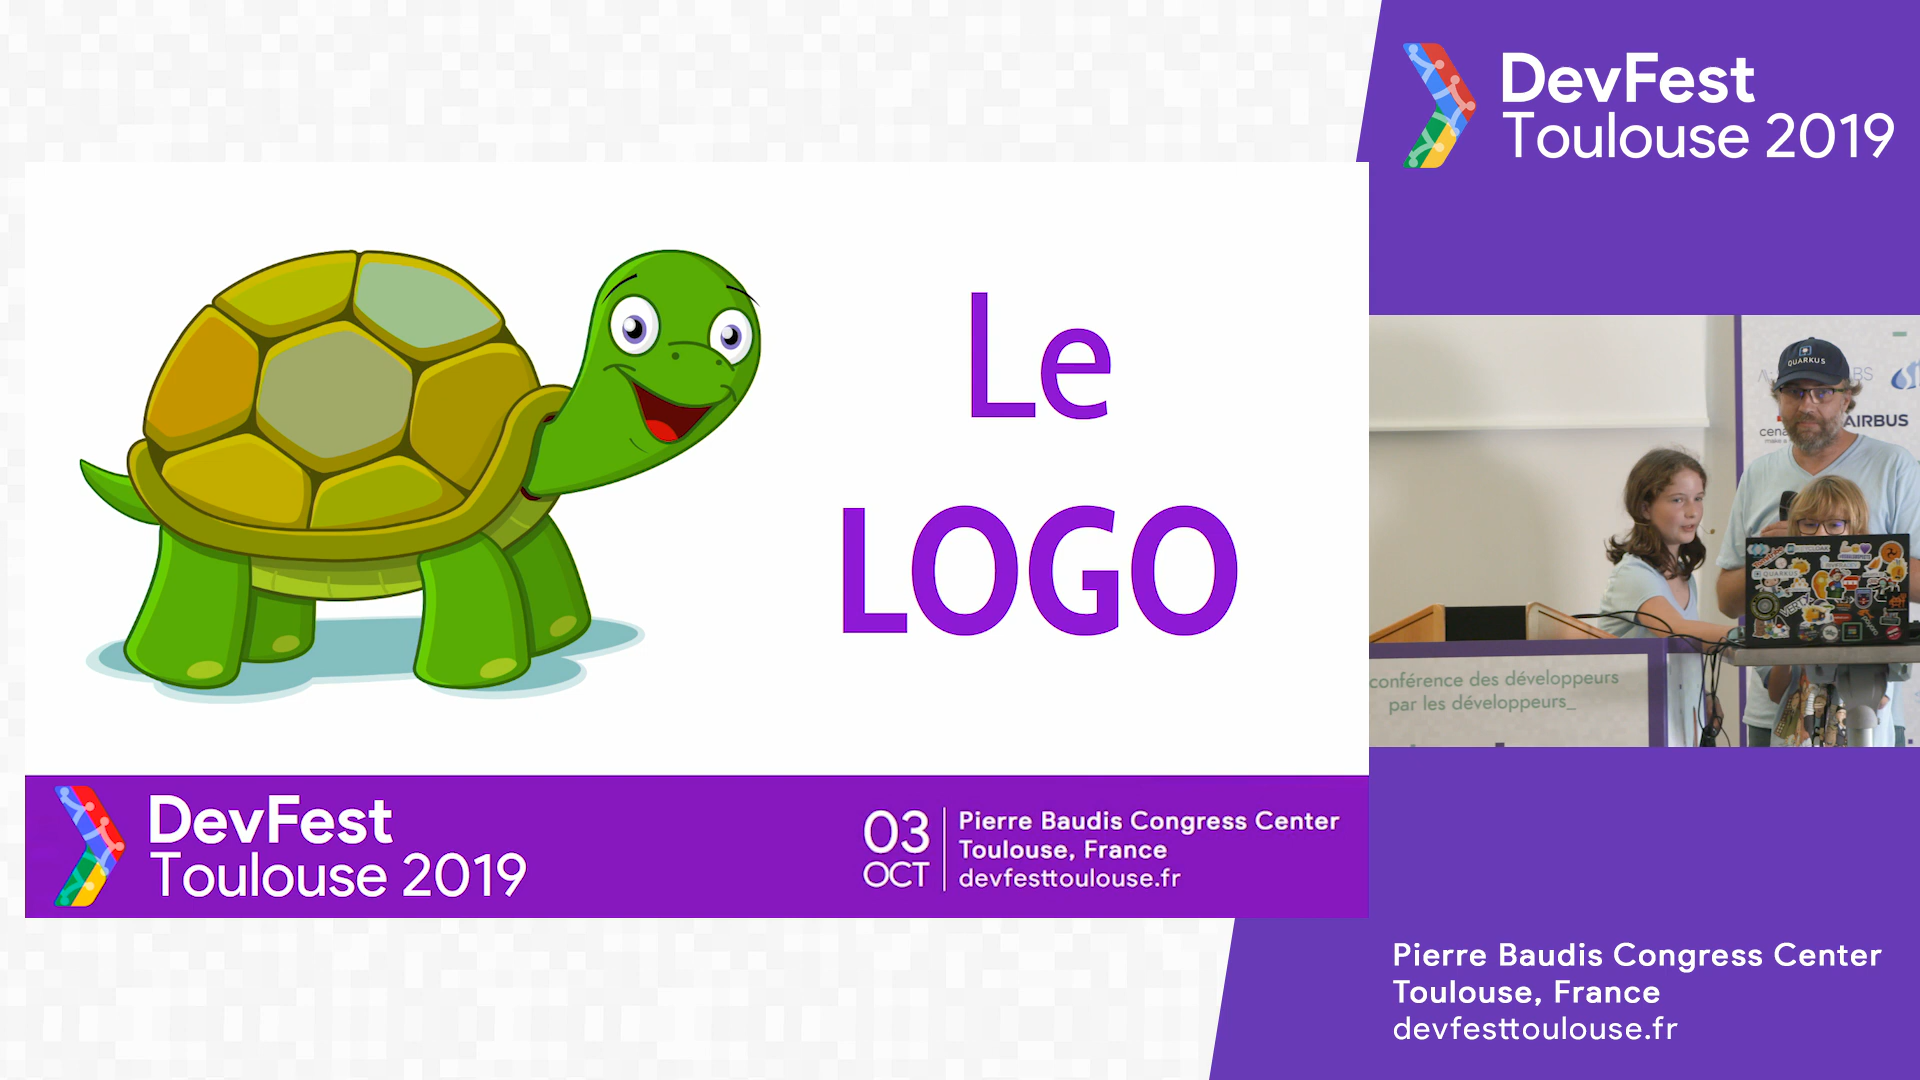 Le
LOGO
DevFest
Toulouse 2019
03
OCT
Pierre Baudis Congress Center
Toulouse, France
devfesttoulouse.fr
DevFest
Toulouse 2019
QUARKUS
AIRBUS
conférence des développeurs
par les développeurs_
QUARKUS
Pierre Baudis Congress Center
Toulouse, France
devfesttoulouse.fr